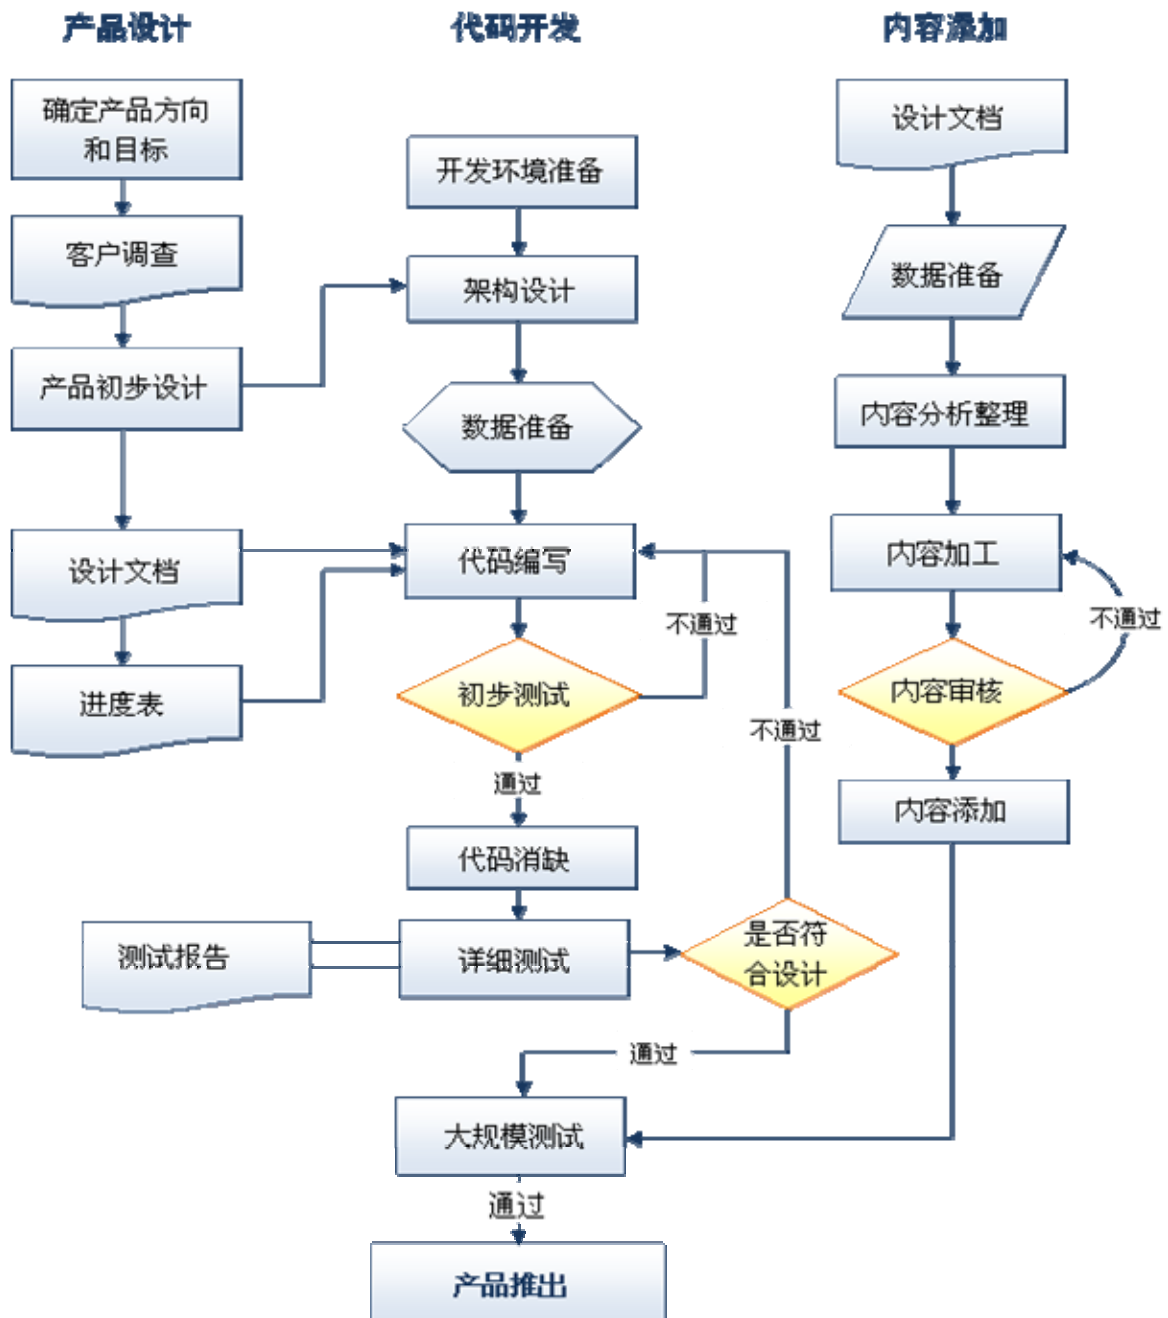 产品设计
代码开发
内容添加
确定产品方向
和目标
客户调查
产品初步设计
设计文档
进度表
开发环境准备
架构设计
数据准备
代码编写
初步测试
不通过
通过
代码消缺
详细测试
测试报告
是否符
合设计
不通过
通过
大规模测试
通过
产品推出
设计文档
数据准备
内容分析整理
内容加工
内容审核
不通过
内容添加